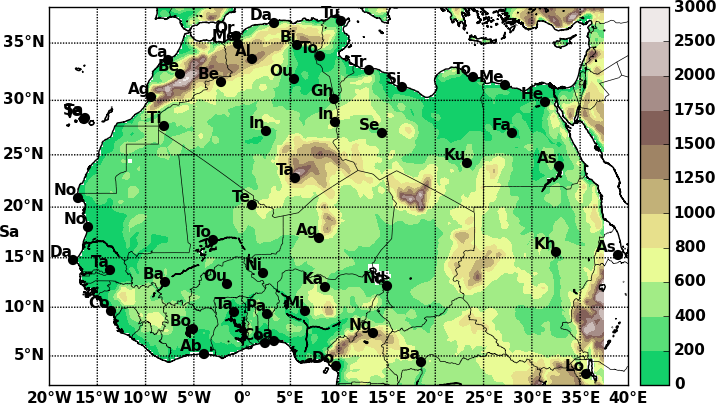 Da Tu 3000
35°N Or Me Al Bi To
Ca Be Ou Tr Si To Me 2500
Ag Be Gh He 2000
30°N
Te Ti In In Se Fa 1750
25°N Ta Ku As 1500
No Te 1250
20°N
Sa No To Ag Kh As 1000
Da Ta Ni 800
15°N
Ba Ou Ka Nd 600
10°N Co Ta Pa Mi 400
Bo Ng 200
5°N Ab Co La Do Ba Lo 0
20°W 15°W 10°W 5°W 0° 5°E 10°E 15°E 20°E 25°E 30°E 35°E 40°E